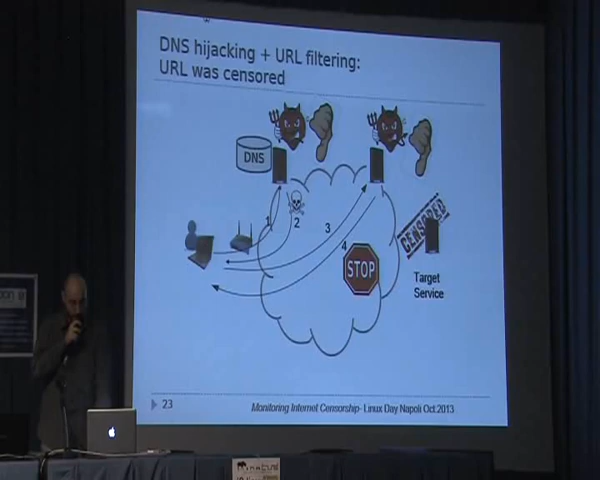 DNS hijacking + URL filtering:
URL was censored
DNS
1
2
3
4
CENSORED
STOP
Target
Service
23
Monitoring Internet Censorship- Linux Day Napoli Oct.2013